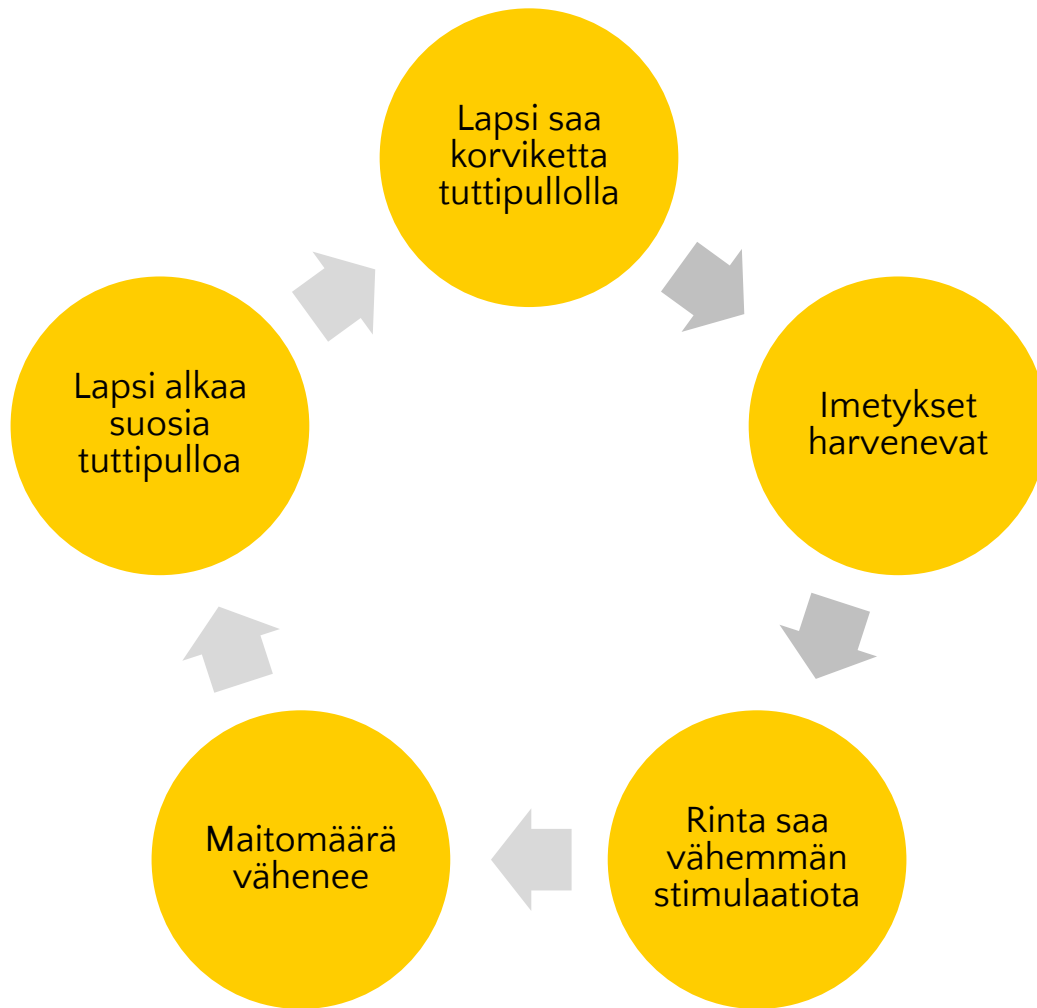 Lapsi saa
korviketta
tuttipullolla
Imetykset
harvenevat
Rinta saa
vähemmän
stimulaatiota
Maitomäärä
vähenee
Lapsi alkaa
suosia
tuttipulloa